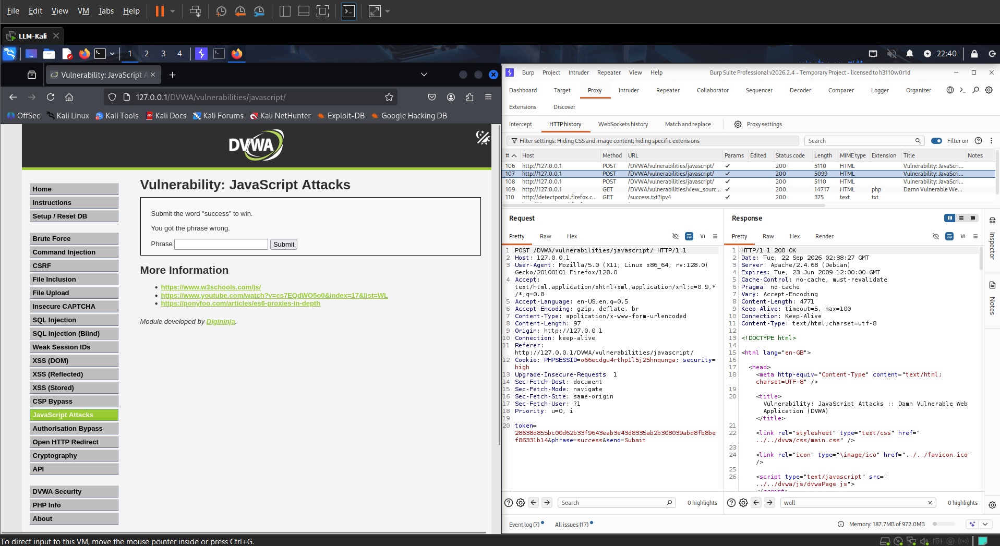 File Edit View VM Tabs Help
LLM-Kali
1 2 3 4
22:40
Vulnerability: JavaScript A
127.0.0.1/DVWA/vulnerabilities/javascript/
OffSec Kali Linux Kali Tools Kali Docs Kali Forums Kali NetHunter Exploit-DB Google Hacking DB
DVWA
Home
Instructions
Setup / Reset DB
Brute Force
Command Injection
CSRF
File Inclusion
File Upload
Insecure CAPTCHA
SQL Injection
SQL Injection (Blind)
Weak Session IDs
XSS (DOM)
XSS (Reflected)
XSS (Stored)
CSP Bypass
JavaScript Attacks
Authorisation Bypass
Open HTTP Redirect
Cryptography
API
DVWA Security
PHP Info
About
Vulnerability: JavaScript Attacks
Submit the word "success" to win.
You got the phrase wrong.
Phrase Submit
More Information
https://www.w3schools.com/js/
https://www.youtube.com/watch?v=cs7EQdWO5o0&index=17&list=WL
https://ponyfoo.com/articles/es6-proxies-in-depth
Module developed by Digininja.
Burp Project Intruder Repeater View Help Burp Suite Professional v2026.2.4 - Temporary Project - licensed to h3110w0r1d
Dashboard Target Proxy Intruder Repeater Collaborator Sequencer Decoder Comparer Logger Organizer
Extensions Discover
Intercept HTTP history WebSockets history Match and replace Proxy settings
Filter settings: Hiding CSS and image content; hiding specific extensions Search Filter on
# Host Method URL Params Edited Status code Length MIME type Extension Title Notes
106 http://127.0.0.1 POST /DVWA/vulnerabilities/javascript/ ✓ 200 5110 HTML Vulnerability: JavaScri...
107 http://127.0.0.1 POST /DVWA/vulnerabilities/javascript/ ✓ 200 5099 HTML Vulnerability: JavaScri...
108 http://127.0.0.1 POST /DVWA/vulnerabilities/javascript/ ✓ 200 5110 HTML Vulnerability: JavaScri...
109 http://127.0.0.1 GET /DVWA/vulnerabilities/view_sourc... ✓ 200 14717 HTML php Damn Vulnerable We...
110 http://detectportal.firefox.c... GET /success.txt?ipv4 ✓ 200 375 text txt
Request
Pretty Raw Hex \n
1 POST /DVWA/vulnerabilities/javascript/ HTTP/1.1
2 Host: 127.0.0.1
3 User-Agent: Mozilla/5.0 (X11; Linux x86_64; rv:128.0)
Gecko/20100101 Firefox/128.0
4 Accept:
text/html,application/xhtml+xml,application/xml;q=0.9,*
/*;q=0.8
5 Accept-Language: en-US,en;q=0.5
6 Accept-Encoding: gzip, deflate, br
7 Content-Type: application/x-www-form-urlencoded
8 Content-Length: 97
9 Origin: http://127.0.0.1
10 Connection: keep-alive
11 Referer:
http://127.0.0.1/DVWA/vulnerabilities/javascript/
12 Cookie: PHPSESSID=o66ecdgu4rthp1l5j25hnqunga; security=
high
13 Upgrade-Insecure-Requests: 1
14 Sec-Fetch-Dest: document
15 Sec-Fetch-Mode: navigate
16 Sec-Fetch-Site: same-origin
17 Sec-Fetch-User: ?1
18 Priority: u=0, i
19
20 token=
28638d855bc00d62b33f9643eab3e43d8335ab2b308039abd8fb8be
f86331b14&phrase=success&send=Submit
Search 0 highlights
Response
Pretty Raw Hex Render \n
1 HTTP/1.1 200 OK
2 Date: Tue, 22 Sep 2026 02:38:27 GMT
3 Server: Apache/2.4.68 (Debian)
4 Expires: Tue, 23 Jun 2009 12:00:00 GMT
5 Cache-Control: no-cache, must-revalidate
6 Pragma: no-cache
7 Vary: Accept-Encoding
8 Content-Length: 4771
9 Keep-Alive: timeout=5, max=100
10 Connection: Keep-Alive
11 Content-Type: text/html;charset=utf-8
12
13 <!DOCTYPE html>
14
15 <html lang="en-GB">
16
17 <head>
18 <meta http-equiv="Content-Type" content="text/html;
charset=UTF-8" />
19
20 <title>
Vulnerability: JavaScript Attacks :: Damn Vulnerable Web
Application (DVWA)
</title>
21
22 <link rel="stylesheet" type="text/css" href="
../../dvwa/css/main.css" />
23
24 <link rel="icon" type="\image/ico" href="../../favicon.ico"
/>
25
26 <script type="text/javascript" src="
../../dvwa/js/dvwaPage.js">
</script>
well 0 highlights
Inspector
Notes
Event log (7) All issues (17) Memory: 187.7MB of 972.0MB
To direct input to this VM, move the mouse pointer inside or press Ctrl+G.